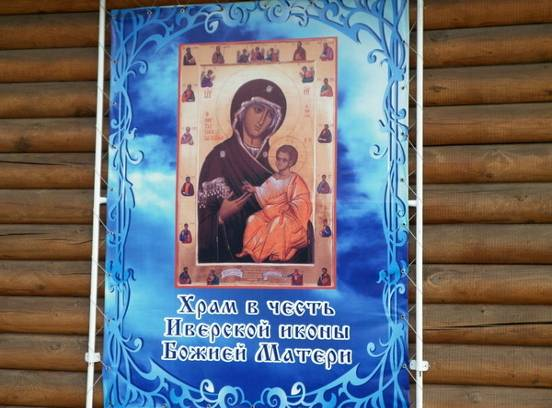 Храм в честь
Иверской иконы
Божией Матери